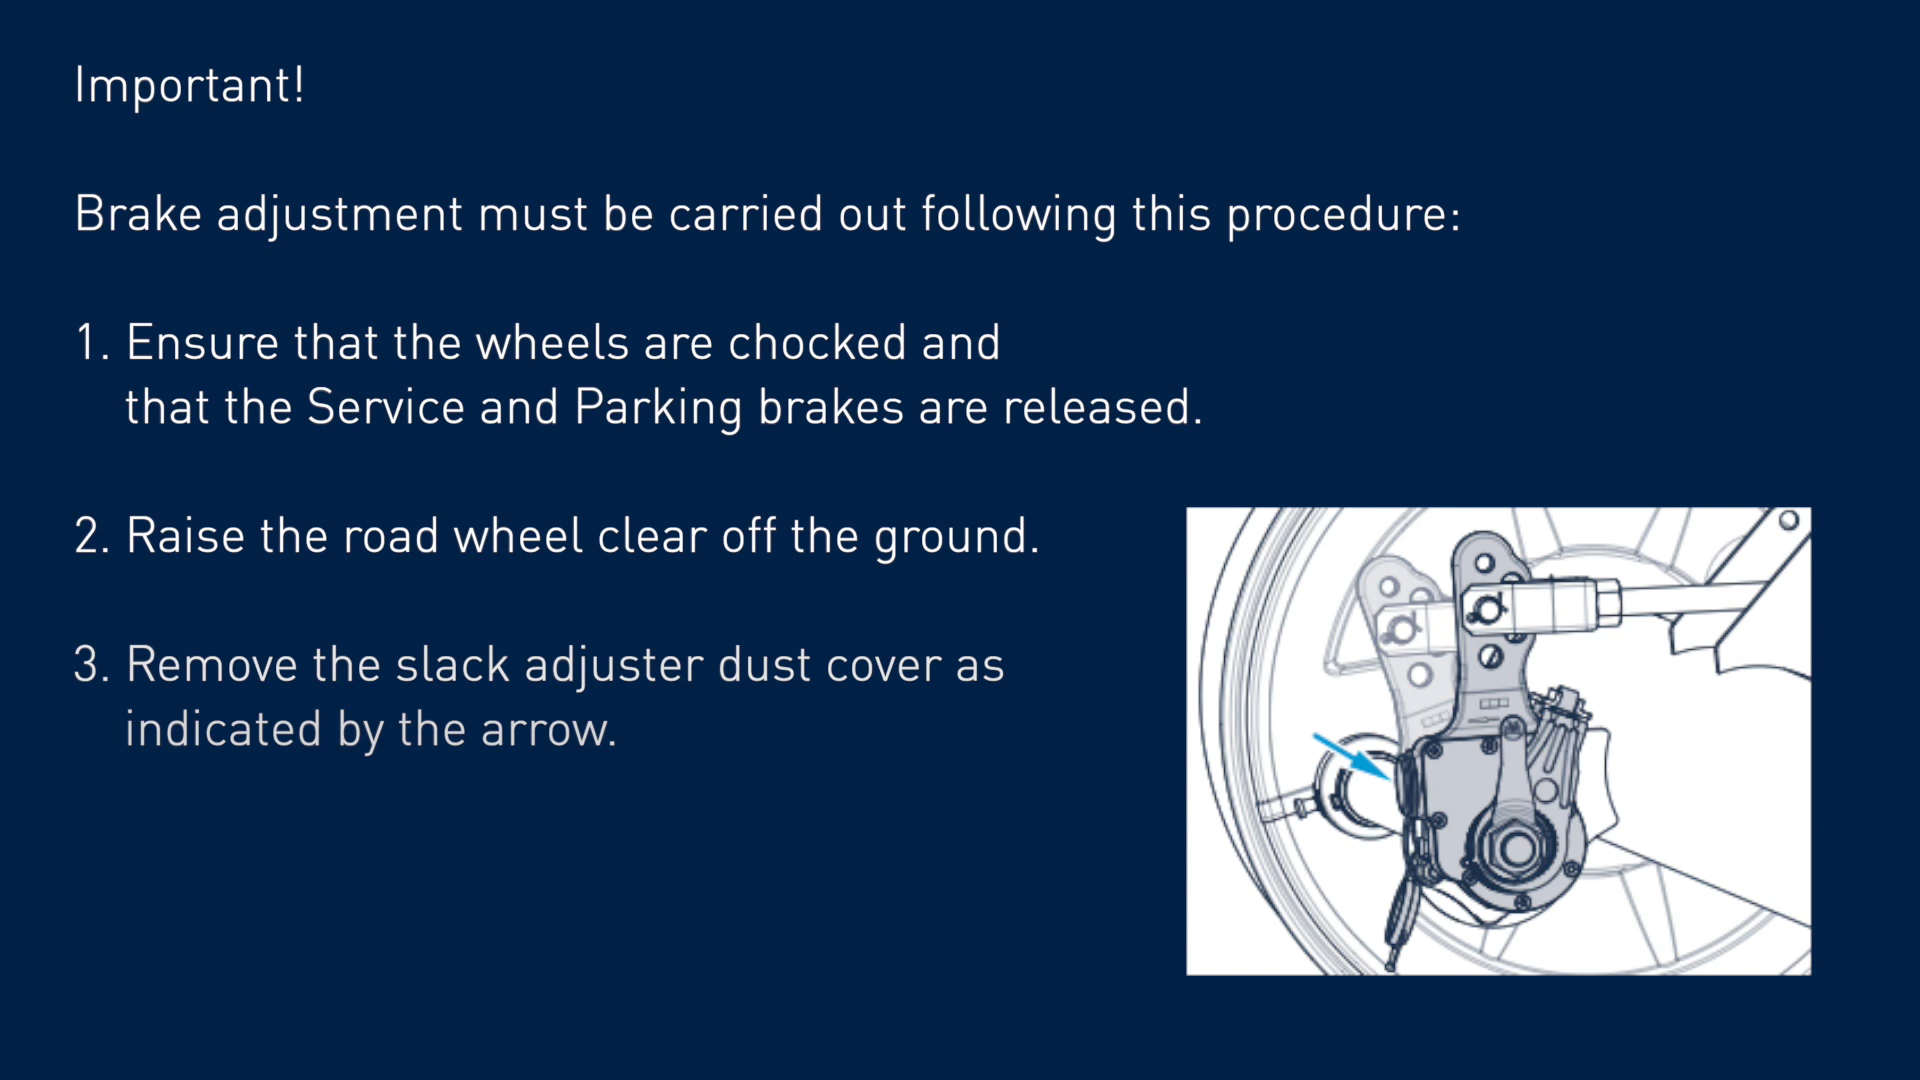 Important!
Brake adjustment must be carried out following this procedure:
1. Ensure that the wheels are chocked and
that the Service and Parking brakes are released.
2. Raise the road wheel clear off the ground.
3. Remove the slack adjuster dust cover as
indicated by the arrow.